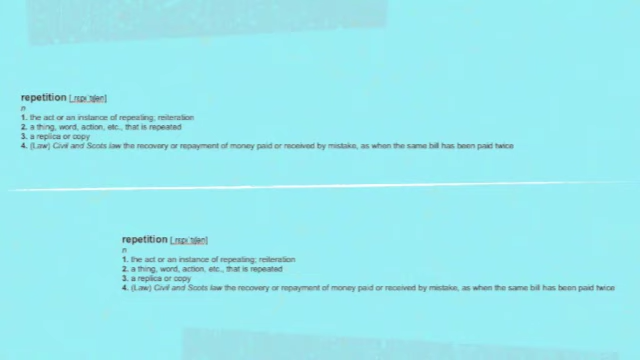 repetition [ˌrɛpɪˈtɪʃən]
n
1. the act or an instance of repeating; reiteration
2. a thing, word, action, etc., that is repeated
3. a replica or copy
4. (Law) Civil and Scots law the recovery or repayment of money paid or received by mistake, as when the same bill has been paid twice
repetition [ˌrɛpɪˈtɪʃən]
n
1. the act or an instance of repeating; reiteration
2. a thing, word, action, etc., that is repeated
3. a replica or copy
4. (Law) Civil and Scots law the recovery or repayment of money paid or received by mistake, as when the same bill has been paid twice